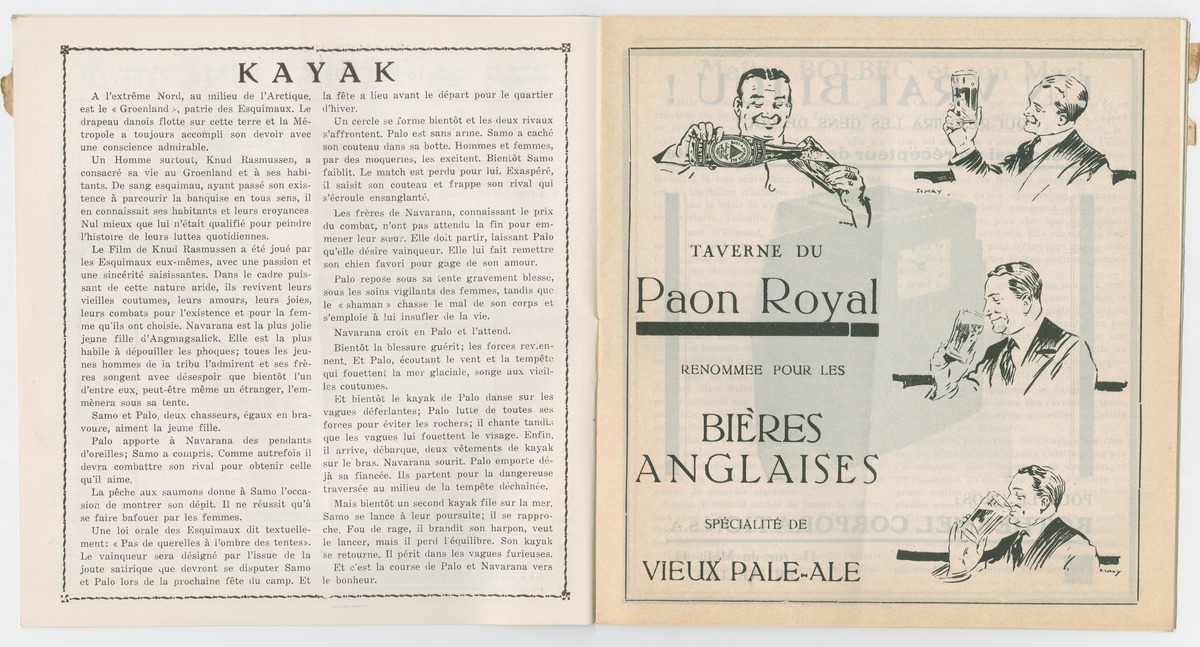 KAYAK
A l'extrême Nord, au milieu de l'Arctique,
est le « Groenland », patrie des Esquimaux. Le
drapeau danois flotte sur cette terre et la Mé-
tropole a toujours accompli son devoir avec
une conscience admirable.
Un Homme surtout, Knud Rasmussen, a
consacré sa vie au Groenland et à ses habi-
tants. De sang esquimau, ayant passé son exis-
tence à parcourir la banquise en tous sens, il
en connaissait ses habitants et leurs croyances
Nul mieux que lui n'était qualifié pour peindre
l'histoire de leurs luttes quotidiennes.
Le Film de Knud Rasmussen a été joué par
les Esquimaux eux-mêmes, avec une passion et
une sincérité saisissantes. Dans le cadre puis-
sant de cette nature aride, ils revivent leurs
vieilles coutumes, leurs amours, leurs joies,
leurs combats pour l'existence et pour la fem-
me qu'ils ont choisie. Navarana est la plus jolie
jeune fille d'Angmagsalick. Elle est la plus
habile à dépouiller les phoques; toues les jeu-
nes hommes de la tribu l'admirent et ses frè-
res songent avec désespoir que bientôt l'un
d'entre eux, peut-être même un étranger, l'em-
mènera sous sa tente.
Samo et Palo, deux chasseurs, égaux en bra-
voure, aiment la jeune fille.
Palo apporte à Navarana des pendants
d'oreilles; Samo a compris. Comme autrefois il
devra combattre son rival pour obtenir celle
qu'il aime.
La pêche aux saumons donne à Samo l'occa-
sion de montrer son dépit. Il ne réussit qu'à
se faire bafouer par les femmes.
Une loi orale des Esquimaux dit textuelle-
ment: « Pas de querelles à l'ombre des tentes».
Le vainqueur sera désigné par l'issue de la
joute satirique que devront se disputer Samo
et Palo lors de la prochaine fête du camp. Et
la fête a lieu avant le départ pour le quartier
d'hiver.
Un cercle se forme bientôt et les deux rivaux
s'affrontent. Palo est sans arme. Samo a caché
son couteau dans sa botte. Hommes et femmes,
par des moqueries, les excitent. Bientôt Samo
faiblit. Le match est perdu pour lui. Exaspéré,
il saisit son couteau et frappe son rival qui
s'écroule ensanglanté.
Les frères de Navarana, connaissant le prix
du combat, n'ont pas attendu la fin pour em-
mener leur sœur. Elle doit partir, laissant Palo
qu'elle désire vainqueur. Elle lui fait remettre
son chien favori pour gage de son amour.
Palo repose sous sa tente gravement blessé,
sous les soins vigilants des femmes, tandis que
le « shaman » chasse le mal de son corps et
s'emploie à lui insufler de la vie.
Navarana croit en Palo et l'attend.
Bientôt la blessure guérit; les forces revien-
nent. Et Palo, écoutant le vent et la tempête
qui fouettent la mer glaciale, songe aux vieil-
les coutumes.
Et bientôt le kayak de Palo danse sur les
vagues déferlantes; Palo lutte de toutes ses
forces pour éviter les rochers; il chante tandis
que les vagues lui fouettent le visage. Enfin,
il arrive, débarque, deux vêtements de kayak
sur le bras. Navarana sourit. Palo emporte dé-
jà sa fiancée. Ils partent pour la dangereuse
traversée au milieu de la tempête déchaînée.
Mais bientôt un second kayak file sur la mer.
Samo se lance à leur poursuite; il se rappro-
che. Fou de rage, il brandit son harpon, veut
le lancer, mais il perd l'équilibre. Son kayak
se retourne. Il périt dans les vagues furieuses.
Et c'est la course de Palo et Navarana vers
le bonheur.
TAVERNE DU
Paon Royal
RENOMMEE POUR LES
BIÈRES
ANGLAISES
SPÉCIALITÉ DE
VIEUX PALE-ALE